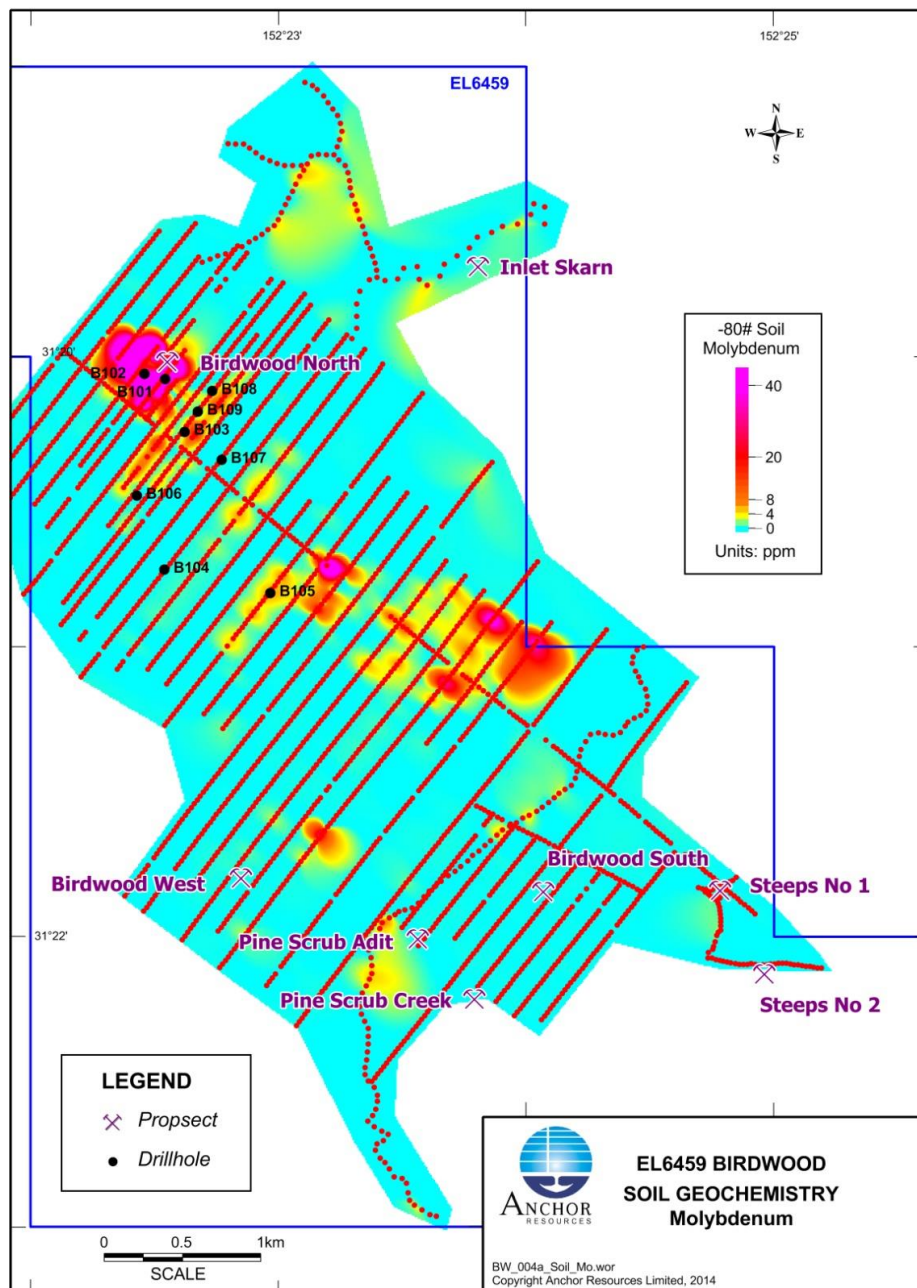 152°23'
152°25'
EL6459
N
W E
S
Inlet Skarn
-80# Soil
Molybdenum
40
20
8
4
0
Units: ppm
31°20'
Birdwood North
B102
B101
B108
B109
B103
B107
B106
B104
B105
Birdwood South
Birdwood West
Steeps No 1
31°22'
Pine Scrub Adit
Pine Scrub Creek
Steeps No 2
LEGEND
Propsect
Drillhole
0 0.5 1km
SCALE
ANCHOR
RESOURCES
EL6459 BIRDWOOD
SOIL GEOCHEMISTRY
Molybdenum
BW_004a_Soil_Mo.wor
Copyright Anchor Resources Limited, 2014